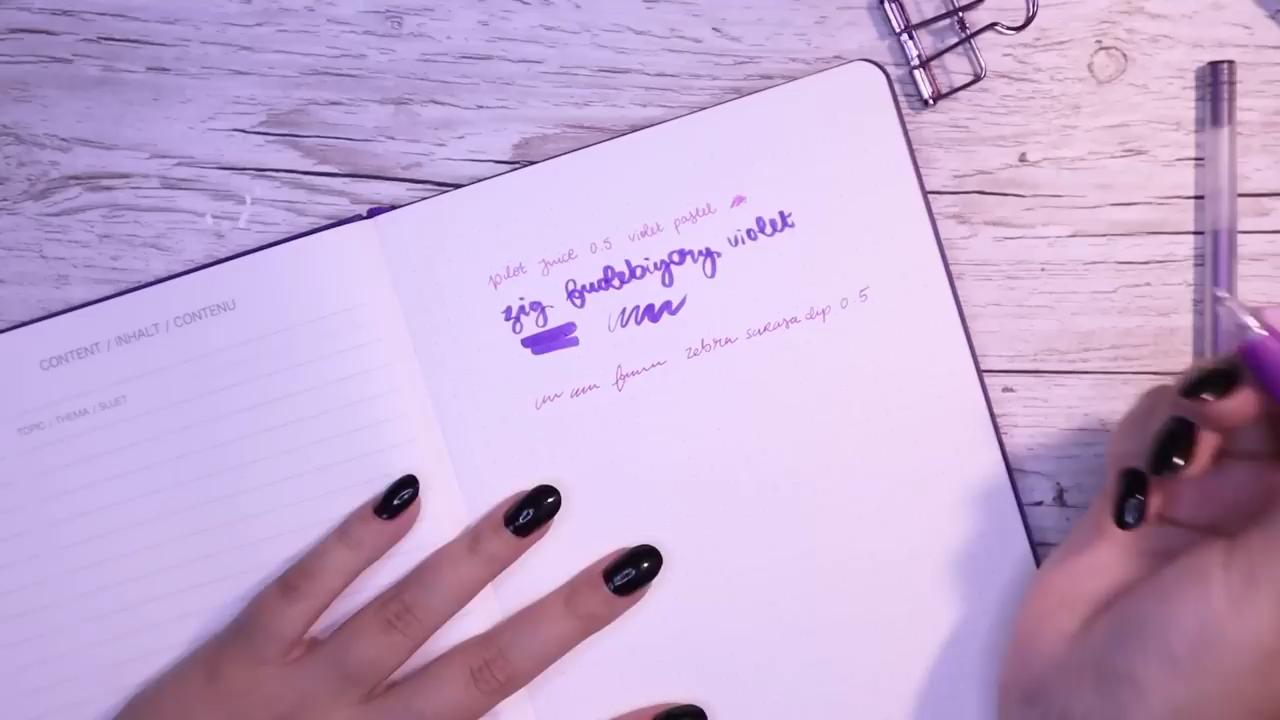 CONTENT / INHALT / CONTENU
TOPIC / THEMA / SUJET
pilot juice 0.5 violet pastel
zig fudebiyori violet
zebra sarasa clip 0.5